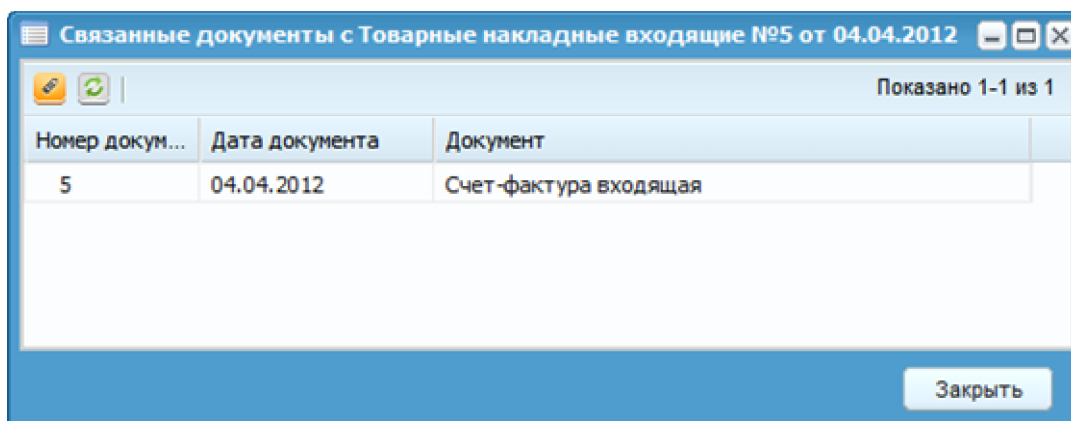 Связанные документы с Товарные накладные входящие №5 от 04.04.2012
Показано 1-1 из 1
Номер докум... Дата документа Документ
5 04.04.2012 Счет-фактура входящая
Закрыть